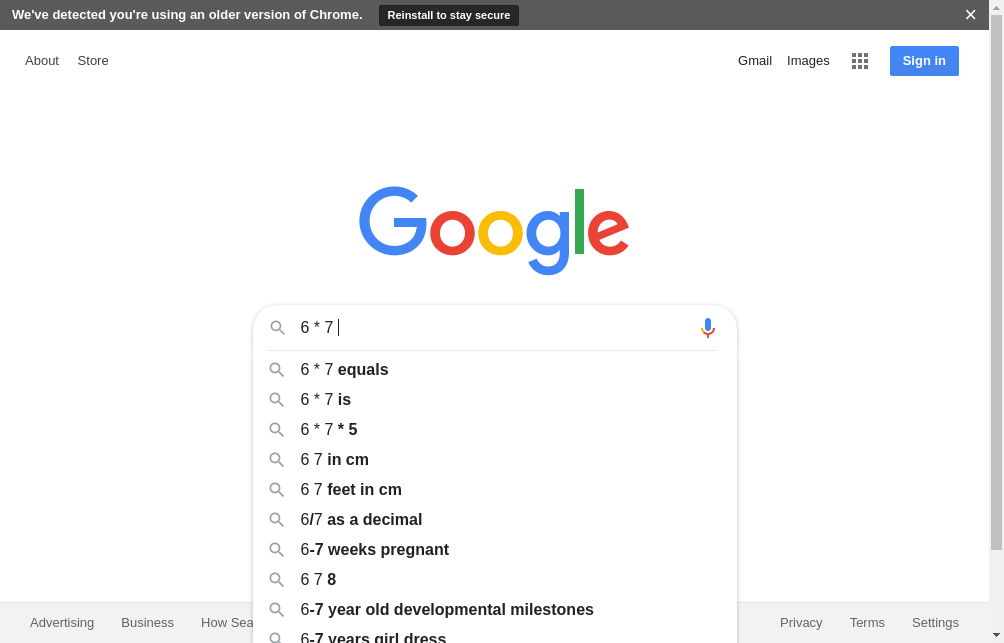 We've detected you're using an older version of Chrome. Reinstall to stay secure
About Store Gmail Images Sign in
Google
6 * 7
6 * 7 equals
6 * 7 is
6 * 7 * 5
6 7 in cm
6 7 feet in cm
6/7 as a decimal
6-7 weeks pregnant
6 7 8
6-7 year old developmental milestones
6-7 years girl dress
Advertising Business How Sea Privacy Terms Settings